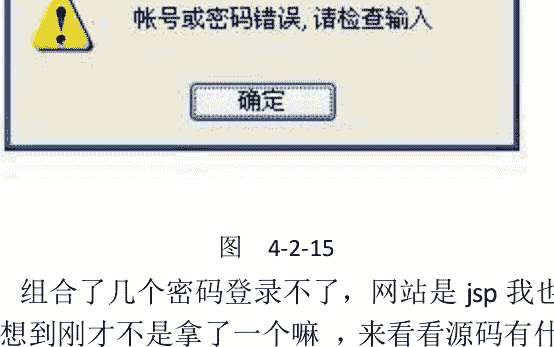 帐号或密码错误,请检查输入
确定
图 4-2-15
组合了几个密码登录不了，网站是 jsp 我也
想到刚才不是拿了一个嘛 ，来看看源码有什